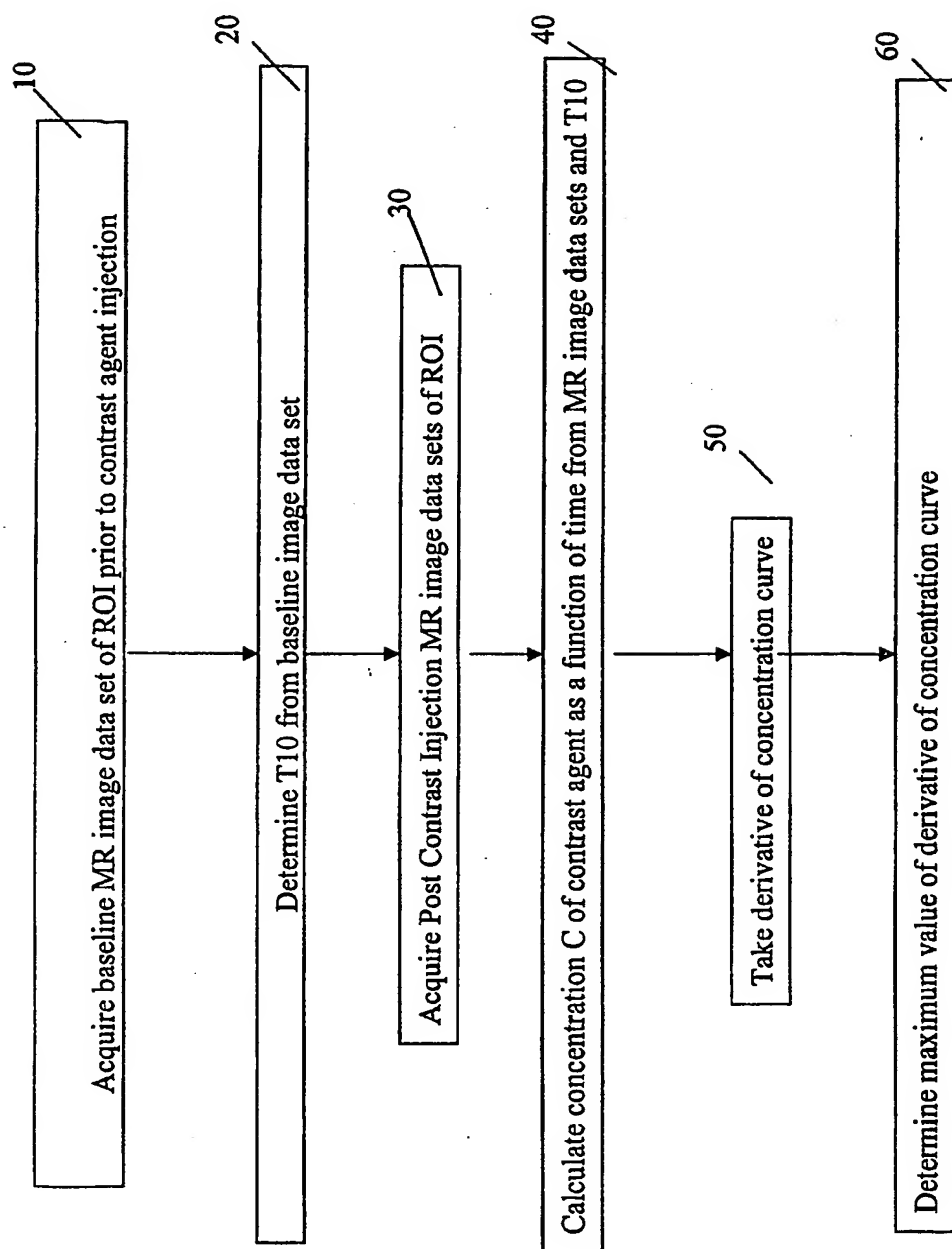 10
Acquire baseline MR image data set of ROI prior to contrast agent injection
20
Determine T10 from baseline image data set
30
Acquire Post Contrast Injection MR image data sets of ROI
40
Calculate concentration C of contrast agent as a function of time from MR image data sets and T10
50
Take derivative of concentration curve
60
Determine maximum value of derivative of concentration curve